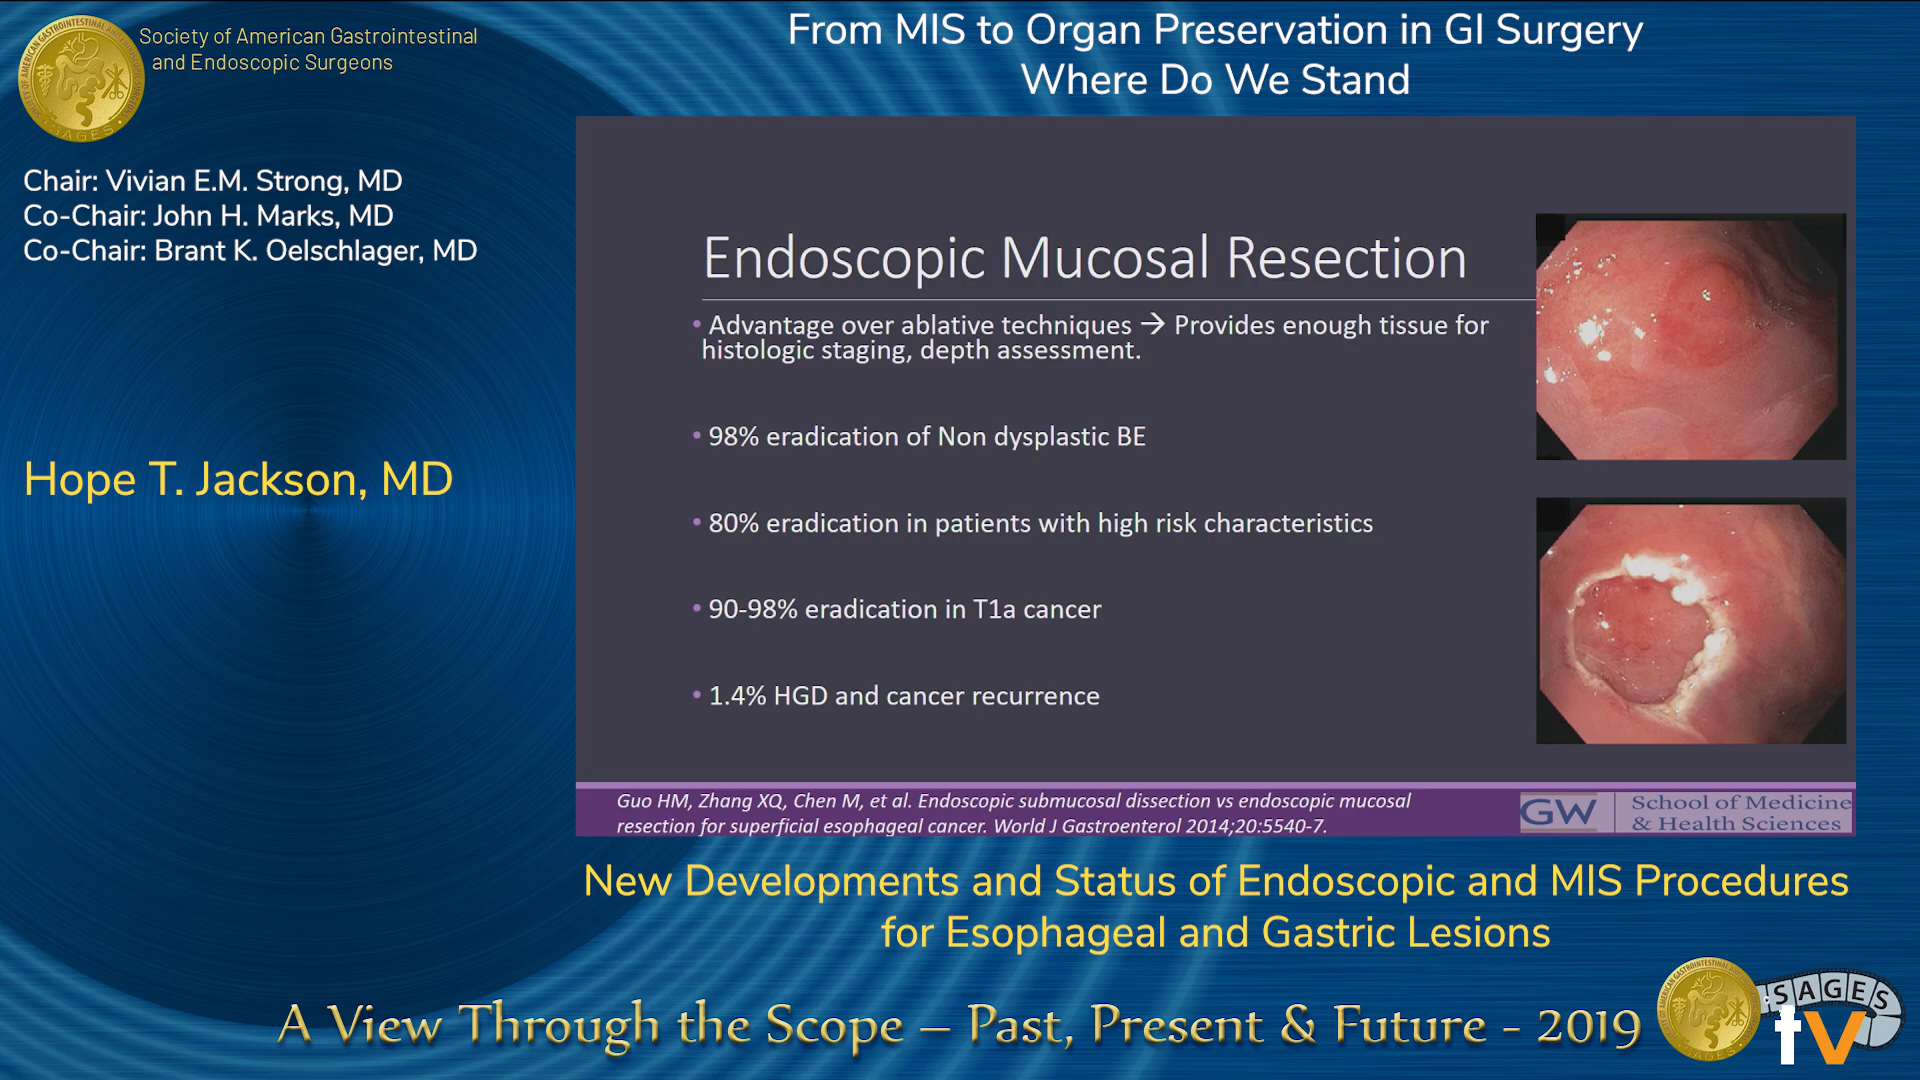 Society of American Gastrointestinal
and Endoscopic Surgeons
From MIS to Organ Preservation in GI Surgery
Where Do We Stand
Chair: Vivian E.M. Strong, MD
Co-Chair: John H. Marks, MD
Co-Chair: Brant K. Oelschlager, MD
Hope T. Jackson, MD
Endoscopic Mucosal Resection
• Advantage over ablative techniques → Provides enough tissue for
histologic staging, depth assessment.
• 98% eradication of Non dysplastic BE
• 80% eradication in patients with high risk characteristics
• 90-98% eradication in T1a cancer
• 1.4% HGD and cancer recurrence
Guo HM, Zhang XQ, Chen M, et al. Endoscopic submucosal dissection vs endoscopic mucosal
resection for superficial esophageal cancer. World J Gastroenterol 2014;20:5540-7.
GW
School of Medicine
& Health Sciences
New Developments and Status of Endoscopic and MIS Procedures
for Esophageal and Gastric Lesions
A View Through the Scope – Past, Present & Future - 2019
SAGES
tv